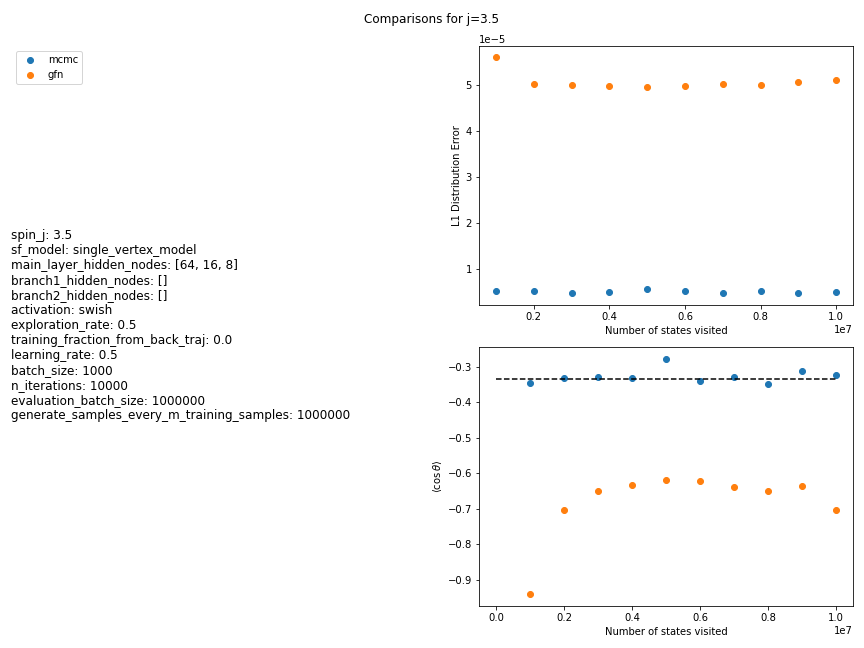 Comparisons for j=3.5
mcmc
gfn
spin_j: 3.5
sf_model: single_vertex_model
main_layer_hidden_nodes: [64, 16, 8]
branch1_hidden_nodes: []
branch2_hidden_nodes: []
activation: swish
exploration_rate: 0.5
training_fraction_from_back_traj: 0.0
learning_rate: 0.5
batch_size: 1000
n_iterations: 10000
evaluation_batch_size: 1000000
generate_samples_every_m_training_samples: 1000000
1e−5
5
4
3
2
1
L1 Distribution Error
0.2 0.4 0.6 0.8 1.0
1e7
Number of states visited
−0.3
−0.4
−0.5
−0.6
−0.7
−0.8
−0.9
⟨cos θ⟩
0.0 0.2 0.4 0.6 0.8 1.0
1e7
Number of states visited